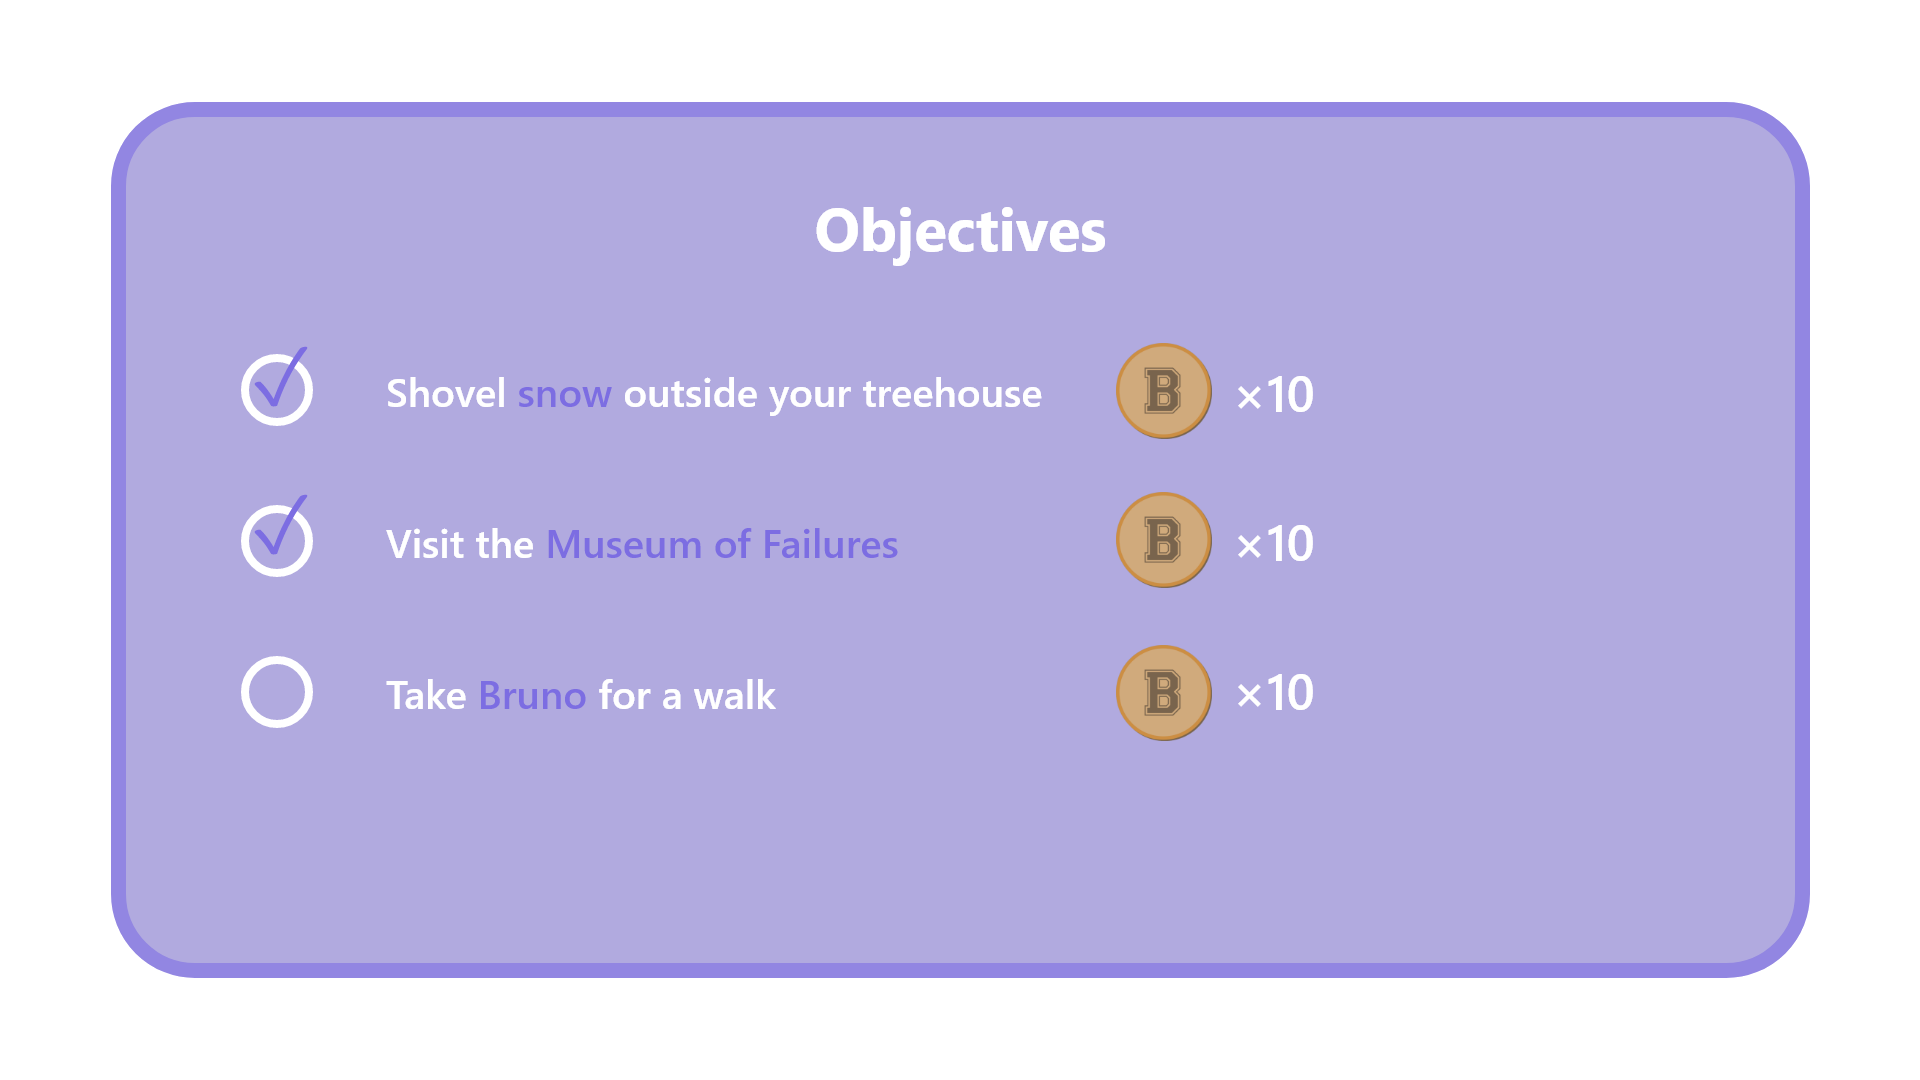 Objectives
Shovel snow outside your treehouse B ×10
Visit the Museum of Failures B ×10
Take Bruno for a walk B ×10